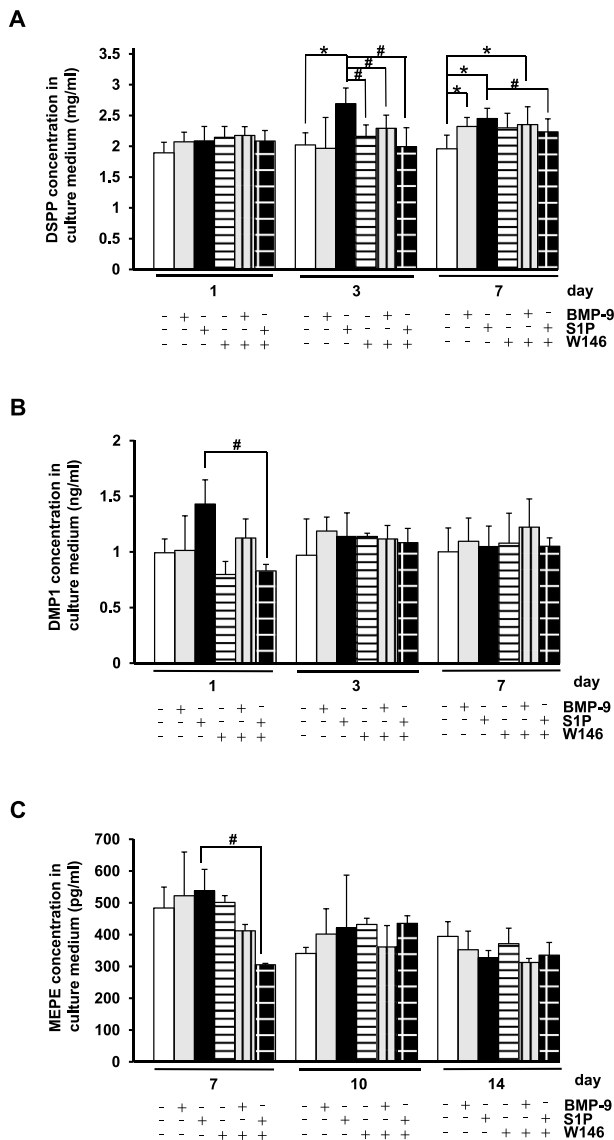 A
DSPP concentration in
culture medium (mg/ml)
3.5
3
2.5
2
1.5
1
0.5
0
* # # #
* * * #
1 3 7 day
- + - - + - - + - - + - - + - - + - BMP-9
- - + - - + - - + - - + - - + - - + S1P
- - - + + + - - - + + + - - - + + + W146
B
DMP1 concentration in
culture medium (ng/ml)
2
1.5
1
0.5
0
#
1 3 7 day
- + - - + - - + - - + - - + - - + - BMP-9
- - + - - + - - + - - + - - + - - + S1P
- - - + + + - - - + + + - - - + + + W146
C
MEPE concentration in
culture medium (pg/ml)
700
600
500
400
300
200
100
0
#
7 10 14 day
- + - - + - - + - - + - - + - - + - BMP-9
- - + - - + - - + - - + - - + - - + S1P
- - - + + + - - - + + + - - - + + + W146